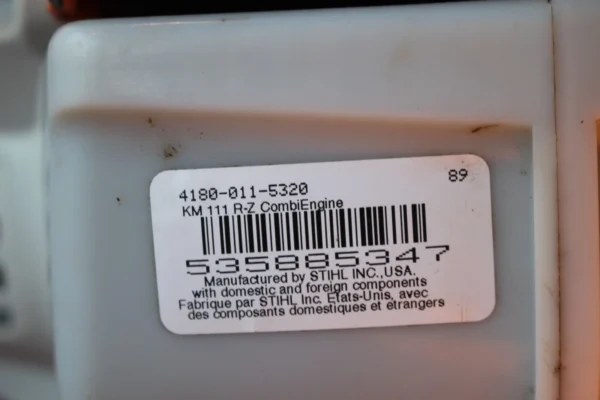 4180-011-5320 89
KM 111 R-Z CombiEngine
535885347
Manufactured by STIHL INC., USA.
with domestic and foreign components
Fabrique par STIHL Inc. Etats-Unis, avec
des composants domestiques et etrangers